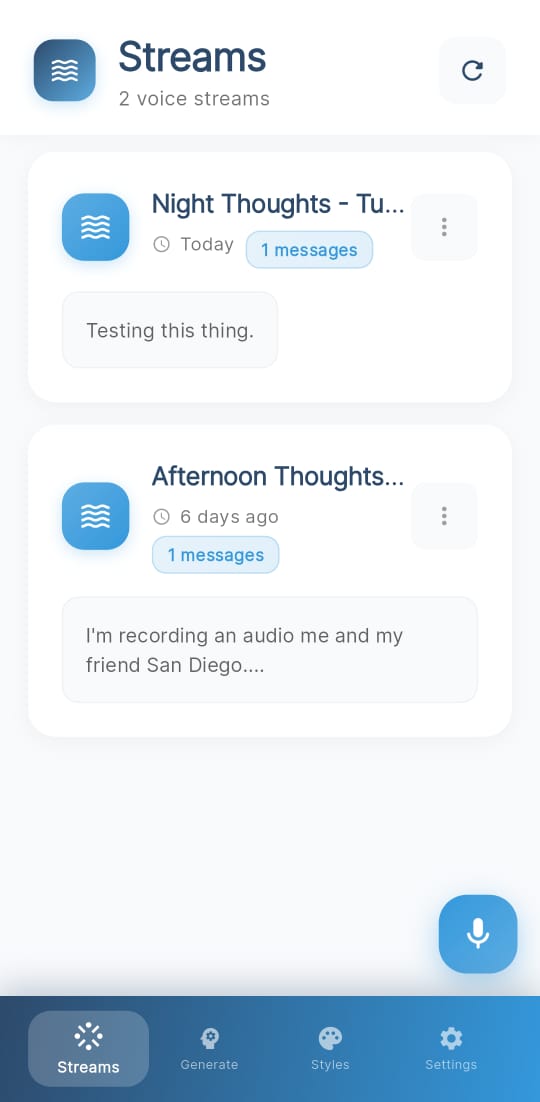 Streams
2 voice streams
Night Thoughts - Tu...
Today
1 messages
Testing this thing.
Afternoon Thoughts...
6 days ago
1 messages
I'm recording an audio me and my
friend San Diego....
Streams
Generate
Styles
Settings